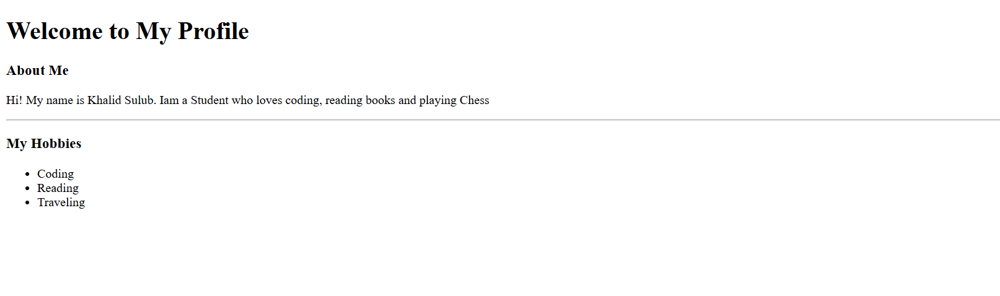 Welcome to My Profile
About Me
Hi! My name is Khalid Sulub. Iam a Student who loves coding, reading books and playing Chess
My Hobbies
• Coding
• Reading
• Traveling